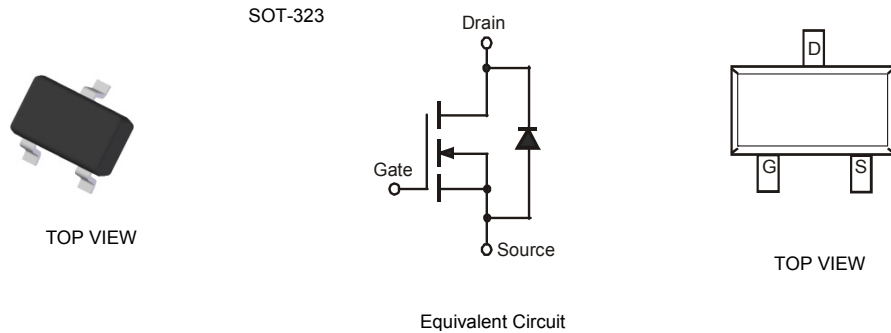 SOT-323
Drain
D
Gate
G
S
Source
TOP VIEW
TOP VIEW
Equivalent Circuit